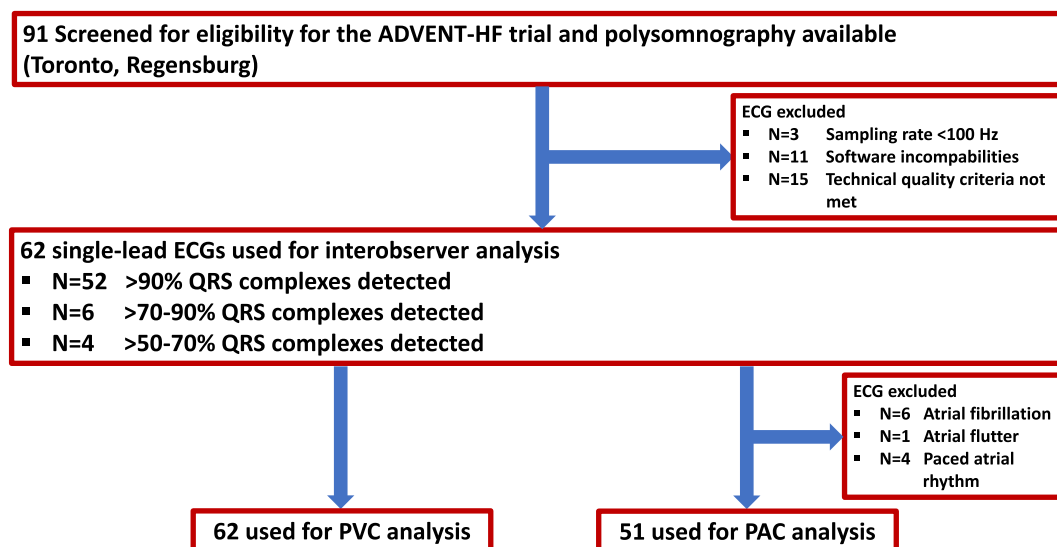 91 Screened for eligibility for the ADVENT-HF trial and polysomnography available
(Toronto, Regensburg)
ECG excluded
▪ N=3 Sampling rate <100 Hz
▪ N=11 Software incompabilities
▪ N=15 Technical quality criteria not
met
62 single-lead ECGs used for interobserver analysis
▪ N=52 >90% QRS complexes detected
▪ N=6 >70-90% QRS complexes detected
▪ N=4 >50-70% QRS complexes detected
ECG excluded
▪ N=6 Atrial fibrillation
▪ N=1 Atrial flutter
▪ N=4 Paced atrial
rhythm
62 used for PVC analysis
51 used for PAC analysis